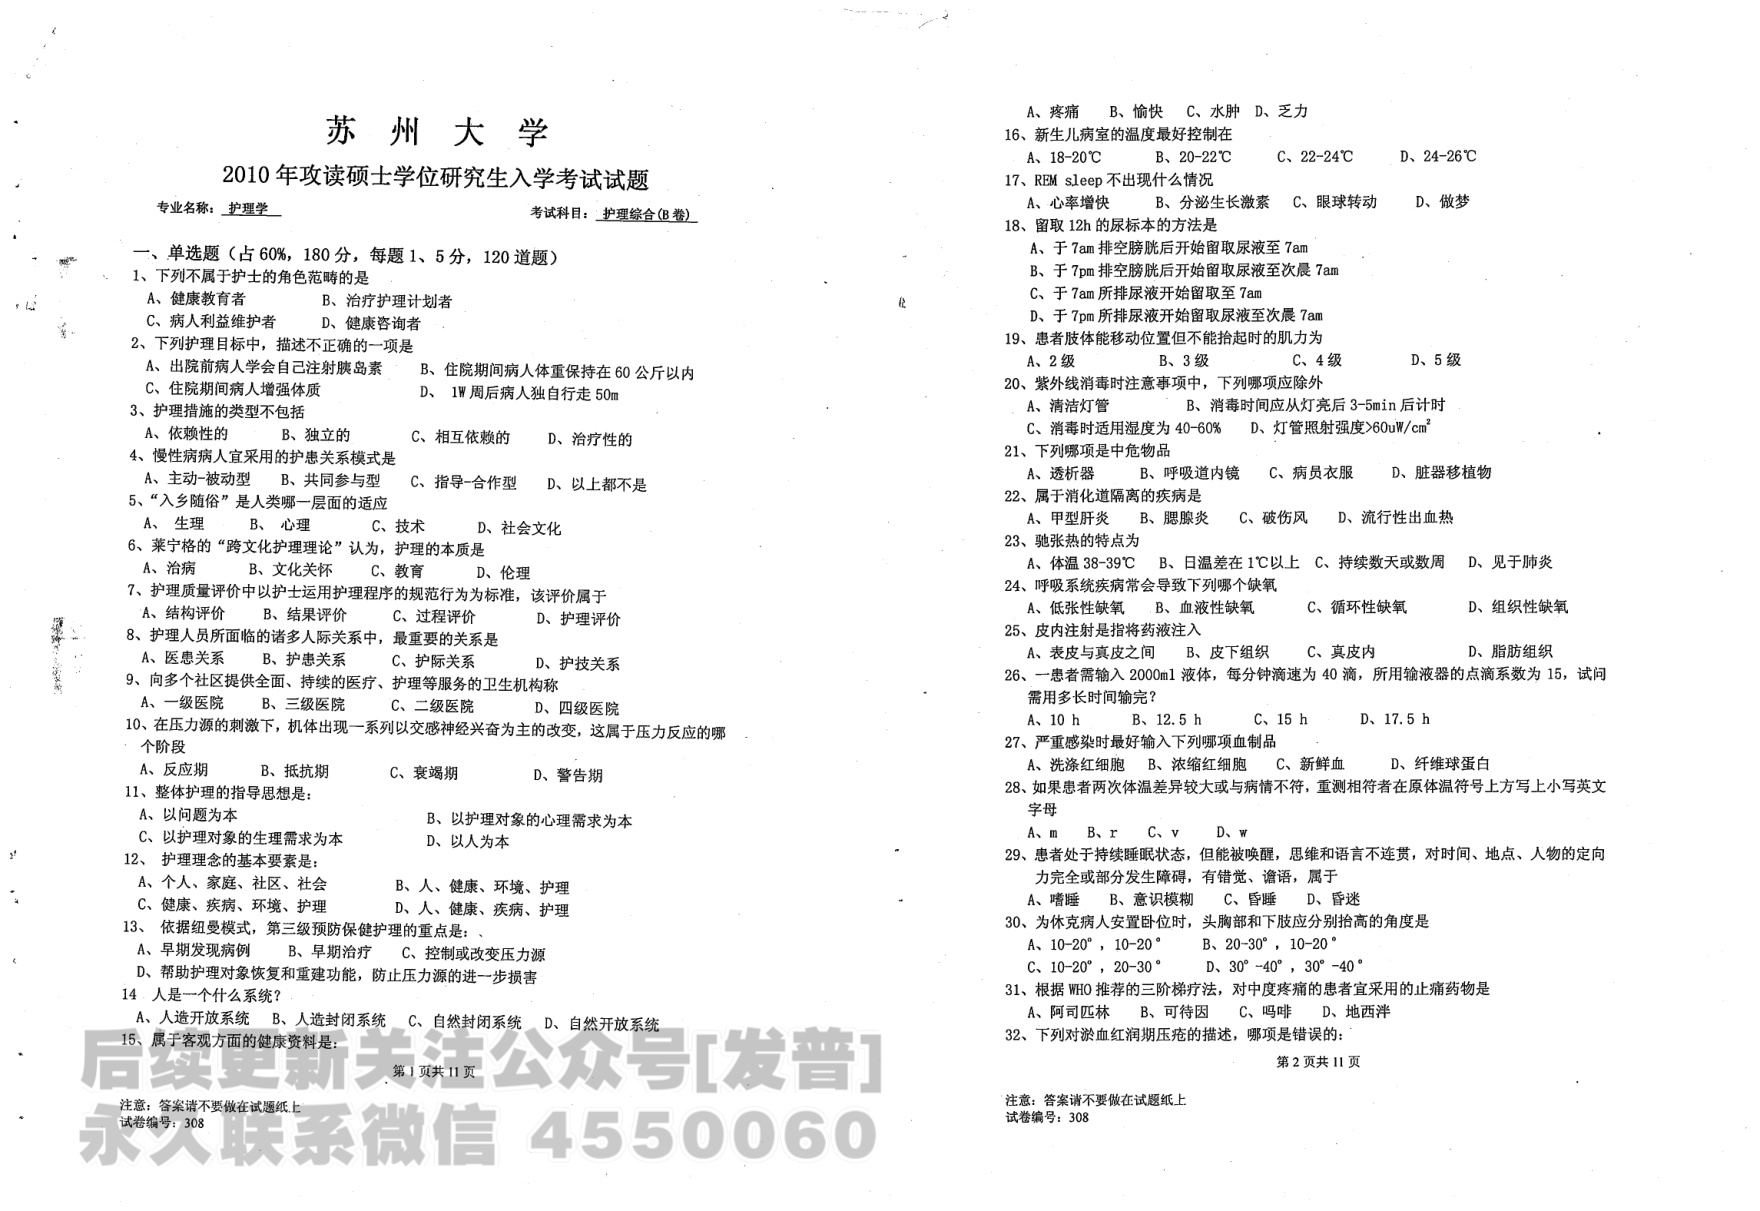 苏 州 大 学
2010年攻读硕士学位研究生入学考试试题
专业名称：护理学 考试科目：护理综合(B卷)
一、单选题（占60%，180分，每题1、5分，120道题）
1、下列不属于护士的角色范畴的是
A、健康教育者 B、治疗护理计划者
C、病人利益维护者 D、健康咨询者
2、下列护理目标中，描述不正确的一项是
A、出院前病人学会自己注射胰岛素 B、住院期间病人体重保持在60公斤以内
C、住院期间病人增强体质 D、 1W周后病人独自行走50m
3、护理措施的类型不包括
A、依赖性的 B、独立的 C、相互依赖的 D、治疗性的
4、慢性病病人宜采用的护患关系模式是
A、主动-被动型 B、共同参与型 C、指导-合作型 D、以上都不是
5、“入乡随俗”是人类哪一层面的适应
A、 生理 B、 心理 C、技术 D、社会文化
6、莱宁格的“跨文化护理理论”认为，护理的本质是
A、治病 B、文化关怀 C、教育 D、伦理
7、护理质量评价中以护士运用护理程序的规范行为为标准，该评价属于
A、结构评价 B、结果评价 C、过程评价 D、护理评价
8、护理人员所面临的诸多人际关系中，最重要的关系是
A、医患关系 B、护患关系 C、护际关系 D、护技关系
9、向多个社区提供全面、持续的医疗、护理等服务的卫生机构称
A、一级医院 B、三级医院 C、二级医院 D、四级医院
10、在压力源的刺激下，机体出现一系列以交感神经兴奋为主的改变，这属于压力反应的哪
个阶段
A、反应期 B、抵抗期 C、衰竭期 D、警告期
11、整体护理的指导思想是：
A、以问题为本 B、以护理对象的心理需求为本
C、以护理对象的生理需求为本 D、以人为本
12、 护理理念的基本要素是：
A、个人、家庭、社区、社会 B、人、健康、环境、护理
C、健康、疾病、环境、护理 D、人、健康、疾病、护理
13、 依据纽曼模式，第三级预防保健护理的重点是：、
A、早期发现病例 B、早期治疗 C、控制或改变压力源
D、帮助护理对象恢复和重建功能，防止压力源的进一步损害
14 人是一个什么系统？
A、人造开放系统 B、人造封闭系统 C、自然封闭系统 D、自然开放系统
15、属于客观方面的健康资料是：
第1页共11页
注意：答案请不要做在试题纸上
试卷编号：308
后续更新关注公众号[发普]
永久联系微信 4550060
A、疼痛 B、愉快 C、水肿 D、乏力
16、新生儿病室的温度最好控制在
A、18-20℃ B、20-22℃ C、22-24℃ D、24-26℃
17、REM sleep不出现什么情况
A、心率增快 B、分泌生长激素 C、眼球转动 D、做梦
18、留取12h的尿标本的方法是
A、于7am排空膀胱后开始留取尿液至7am
B、于7pm排空膀胱后开始留取尿液至次晨7am
C、于7am所排尿液开始留取至7am
D、于7pm所排尿液开始留取尿液至次晨7am
19、患者肢体能移动位置但不能抬起时的肌力为
A、2级 B、3级 C、4级 D、5级
20、紫外线消毒时注意事项中，下列哪项应除外
A、清洁灯管 B、消毒时间应从灯亮后3-5min后计时
C、消毒时适用湿度为40-60% D、灯管照射强度>60uW/cm²
21、下列哪项是中危物品
A、透析器 B、呼吸道内镜 C、病员衣服 D、脏器移植物
22、属于消化道隔离的疾病是
A、甲型肝炎 B、腮腺炎 C、破伤风 D、流行性出血热
23、驰张热的特点为
A、体温38-39℃ B、日温差在1℃以上 C、持续数天或数周 D、见于肺炎
24、呼吸系统疾病常会导致下列哪个缺氧
A、低张性缺氧 B、血液性缺氧 C、循环性缺氧 D、组织性缺氧
25、皮内注射是指将药液注入
A、表皮与真皮之间 B、皮下组织 C、真皮内 D、脂肪组织
26、一患者需输入2000ml液体，每分钟滴速为40滴，所用输液器的点滴系数为15，试问
需用多长时间输完？
A、10 h B、12.5 h C、15 h D、17.5 h
27、严重感染时最好输入下列哪项血制品
A、洗涤红细胞 B、浓缩红细胞 C、新鲜血 D、纤维球蛋白
28、如果患者两次体温差异较大或与病情不符，重测相符者在原体温符号上方写上小写英文
字母
A、m B、r C、v D、w
29、患者处于持续睡眠状态，但能被唤醒，思维和语言不连贯，对时间、地点、人物的定向
力完全或部分发生障碍，有错觉、谵语，属于
A、嗜睡 B、意识模糊 C、昏睡 D、昏迷
30、为休克病人安置卧位时，头胸部和下肢应分别抬高的角度是
A、10-20°，10-20° B、20-30°，10-20°
C、10-20°，20-30° D、30°-40°，30°-40°
31、根据WHO推荐的三阶梯疗法，对中度疼痛的患者宜采用的止痛药物是
A、阿司匹林 B、可待因 C、吗啡 D、地西泮
32、下列对淤血红润期压疮的描述，哪项是错误的：
第2页共11页
注意：答案请不要做在试题纸上
试卷编号：308